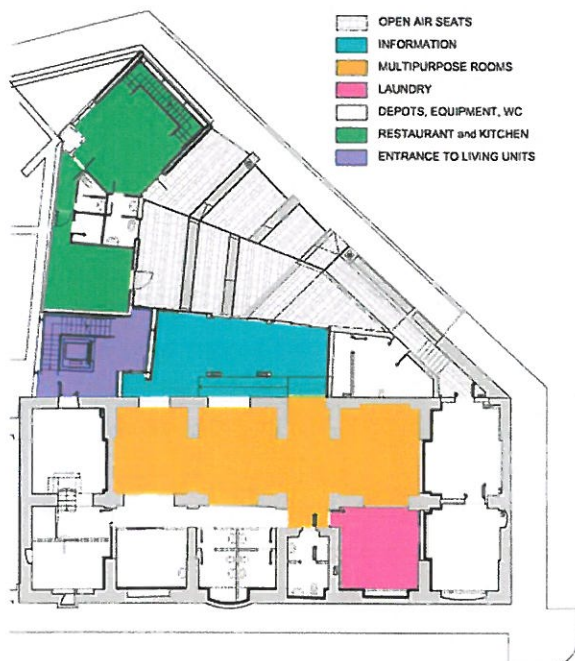 OPEN AIR SEATS
INFORMATION
MULTIPURPOSE ROOMS
LAUNDRY
DEPOTS, EQUIPMENT, WC
RESTAURANT and KITCHEN
ENTRANCE TO LIVING UNITS